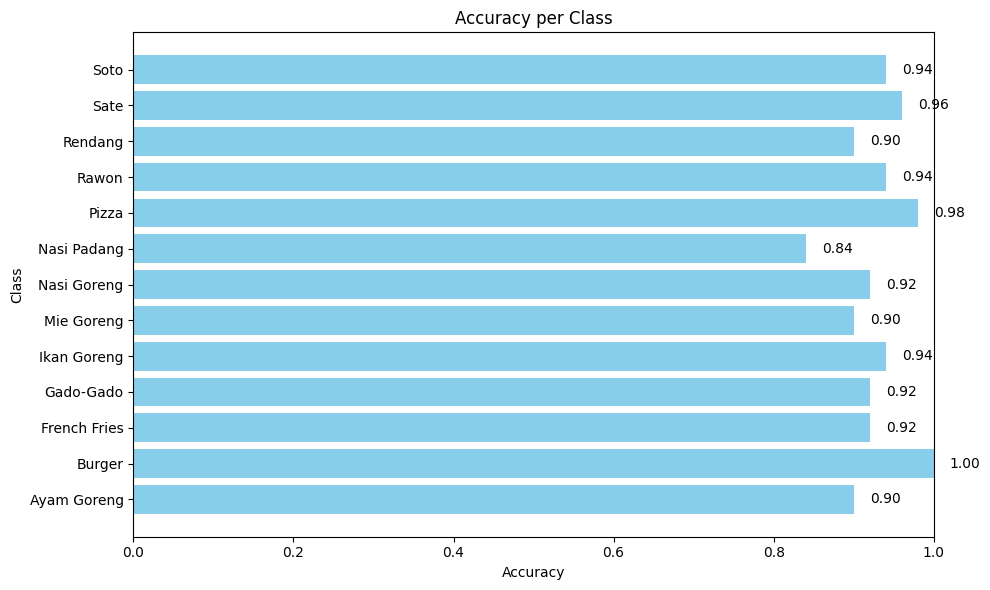 Accuracy per Class
Soto 0.94
Sate 0.96
Rendang 0.90
Rawon 0.94
Pizza 0.98
Nasi Padang 0.84
Nasi Goreng 0.92
Mie Goreng 0.90
Ikan Goreng 0.94
Gado-Gado 0.92
French Fries 0.92
Burger 1.00
Ayam Goreng 0.90
Class
0.0 0.2 0.4 0.6 0.8 1.0
Accuracy